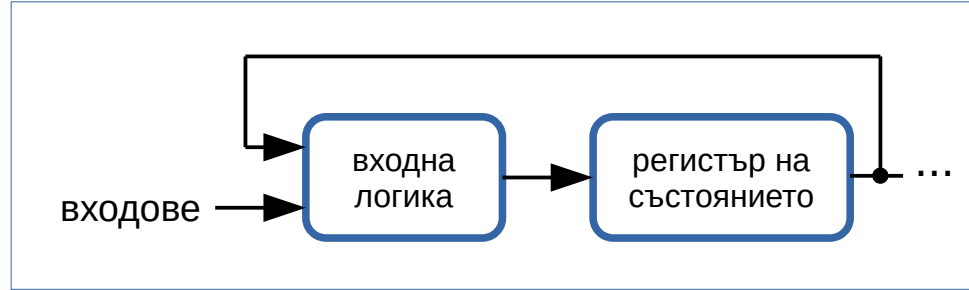 входна
логика
регистър на
състоянието
...
входове